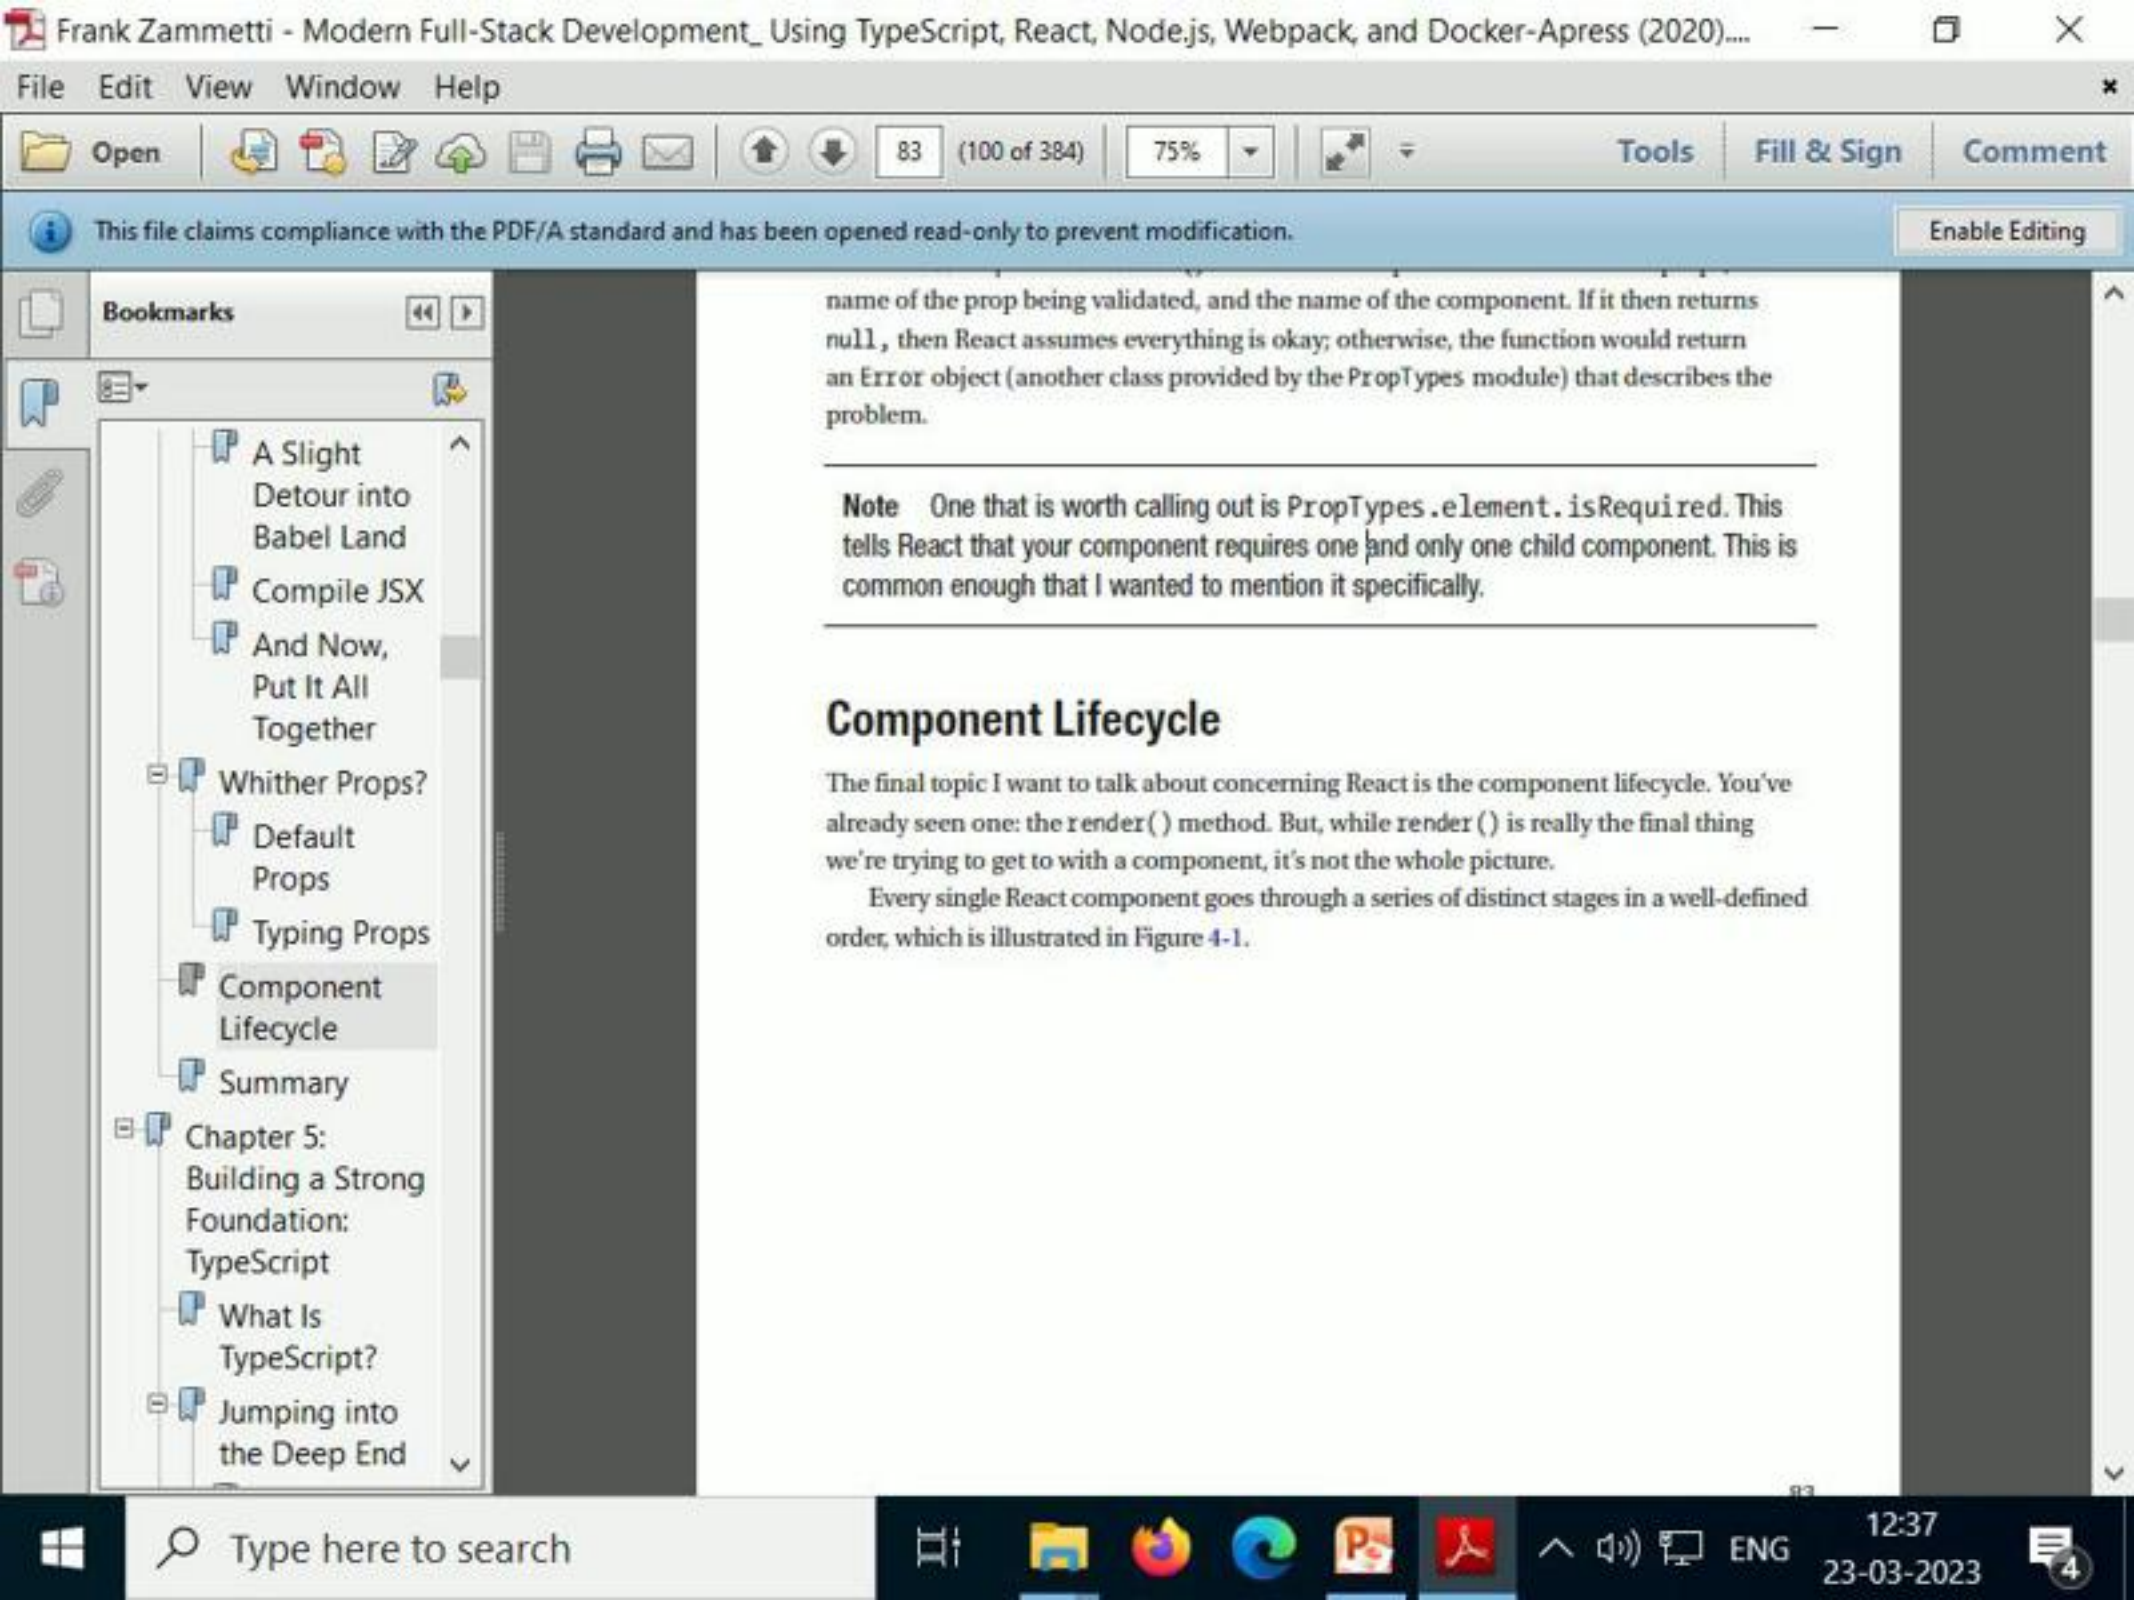 Frank Zammetti - Modern Full-Stack Development_ Using TypeScript, React, Node.js, Webpack, and Docker-Apress (2020)....
File Edit View Window Help
Open 83 (100 of 384) 75% Tools Fill & Sign Comment
This file claims compliance with the PDF/A standard and has been opened read-only to prevent modification. Enable Editing
Bookmarks
A Slight
Detour into
Babel Land
Compile JSX
And Now,
Put It All
Together
Whither Props?
Default
Props
Typing Props
Component
Lifecycle
Summary
Chapter 5:
Building a Strong
Foundation:
TypeScript
What Is
TypeScript?
Jumping into
the Deep End
name of the prop being validated, and the name of the component. If it then returns
null, then React assumes everything is okay; otherwise, the function would return
an Error object (another class provided by the PropTypes module) that describes the
problem.
Note One that is worth calling out is PropTypes.element.isRequired. This
tells React that your component requires one and only one child component. This is
common enough that I wanted to mention it specifically.
Component Lifecycle
The final topic I want to talk about concerning React is the component lifecycle. You've
already seen one: the render() method. But, while render() is really the final thing
we're trying to get to with a component, it's not the whole picture.
Every single React component goes through a series of distinct stages in a well-defined
order, which is illustrated in Figure 4-1.
83
Type here to search
ENG
12:37
23-03-2023
4